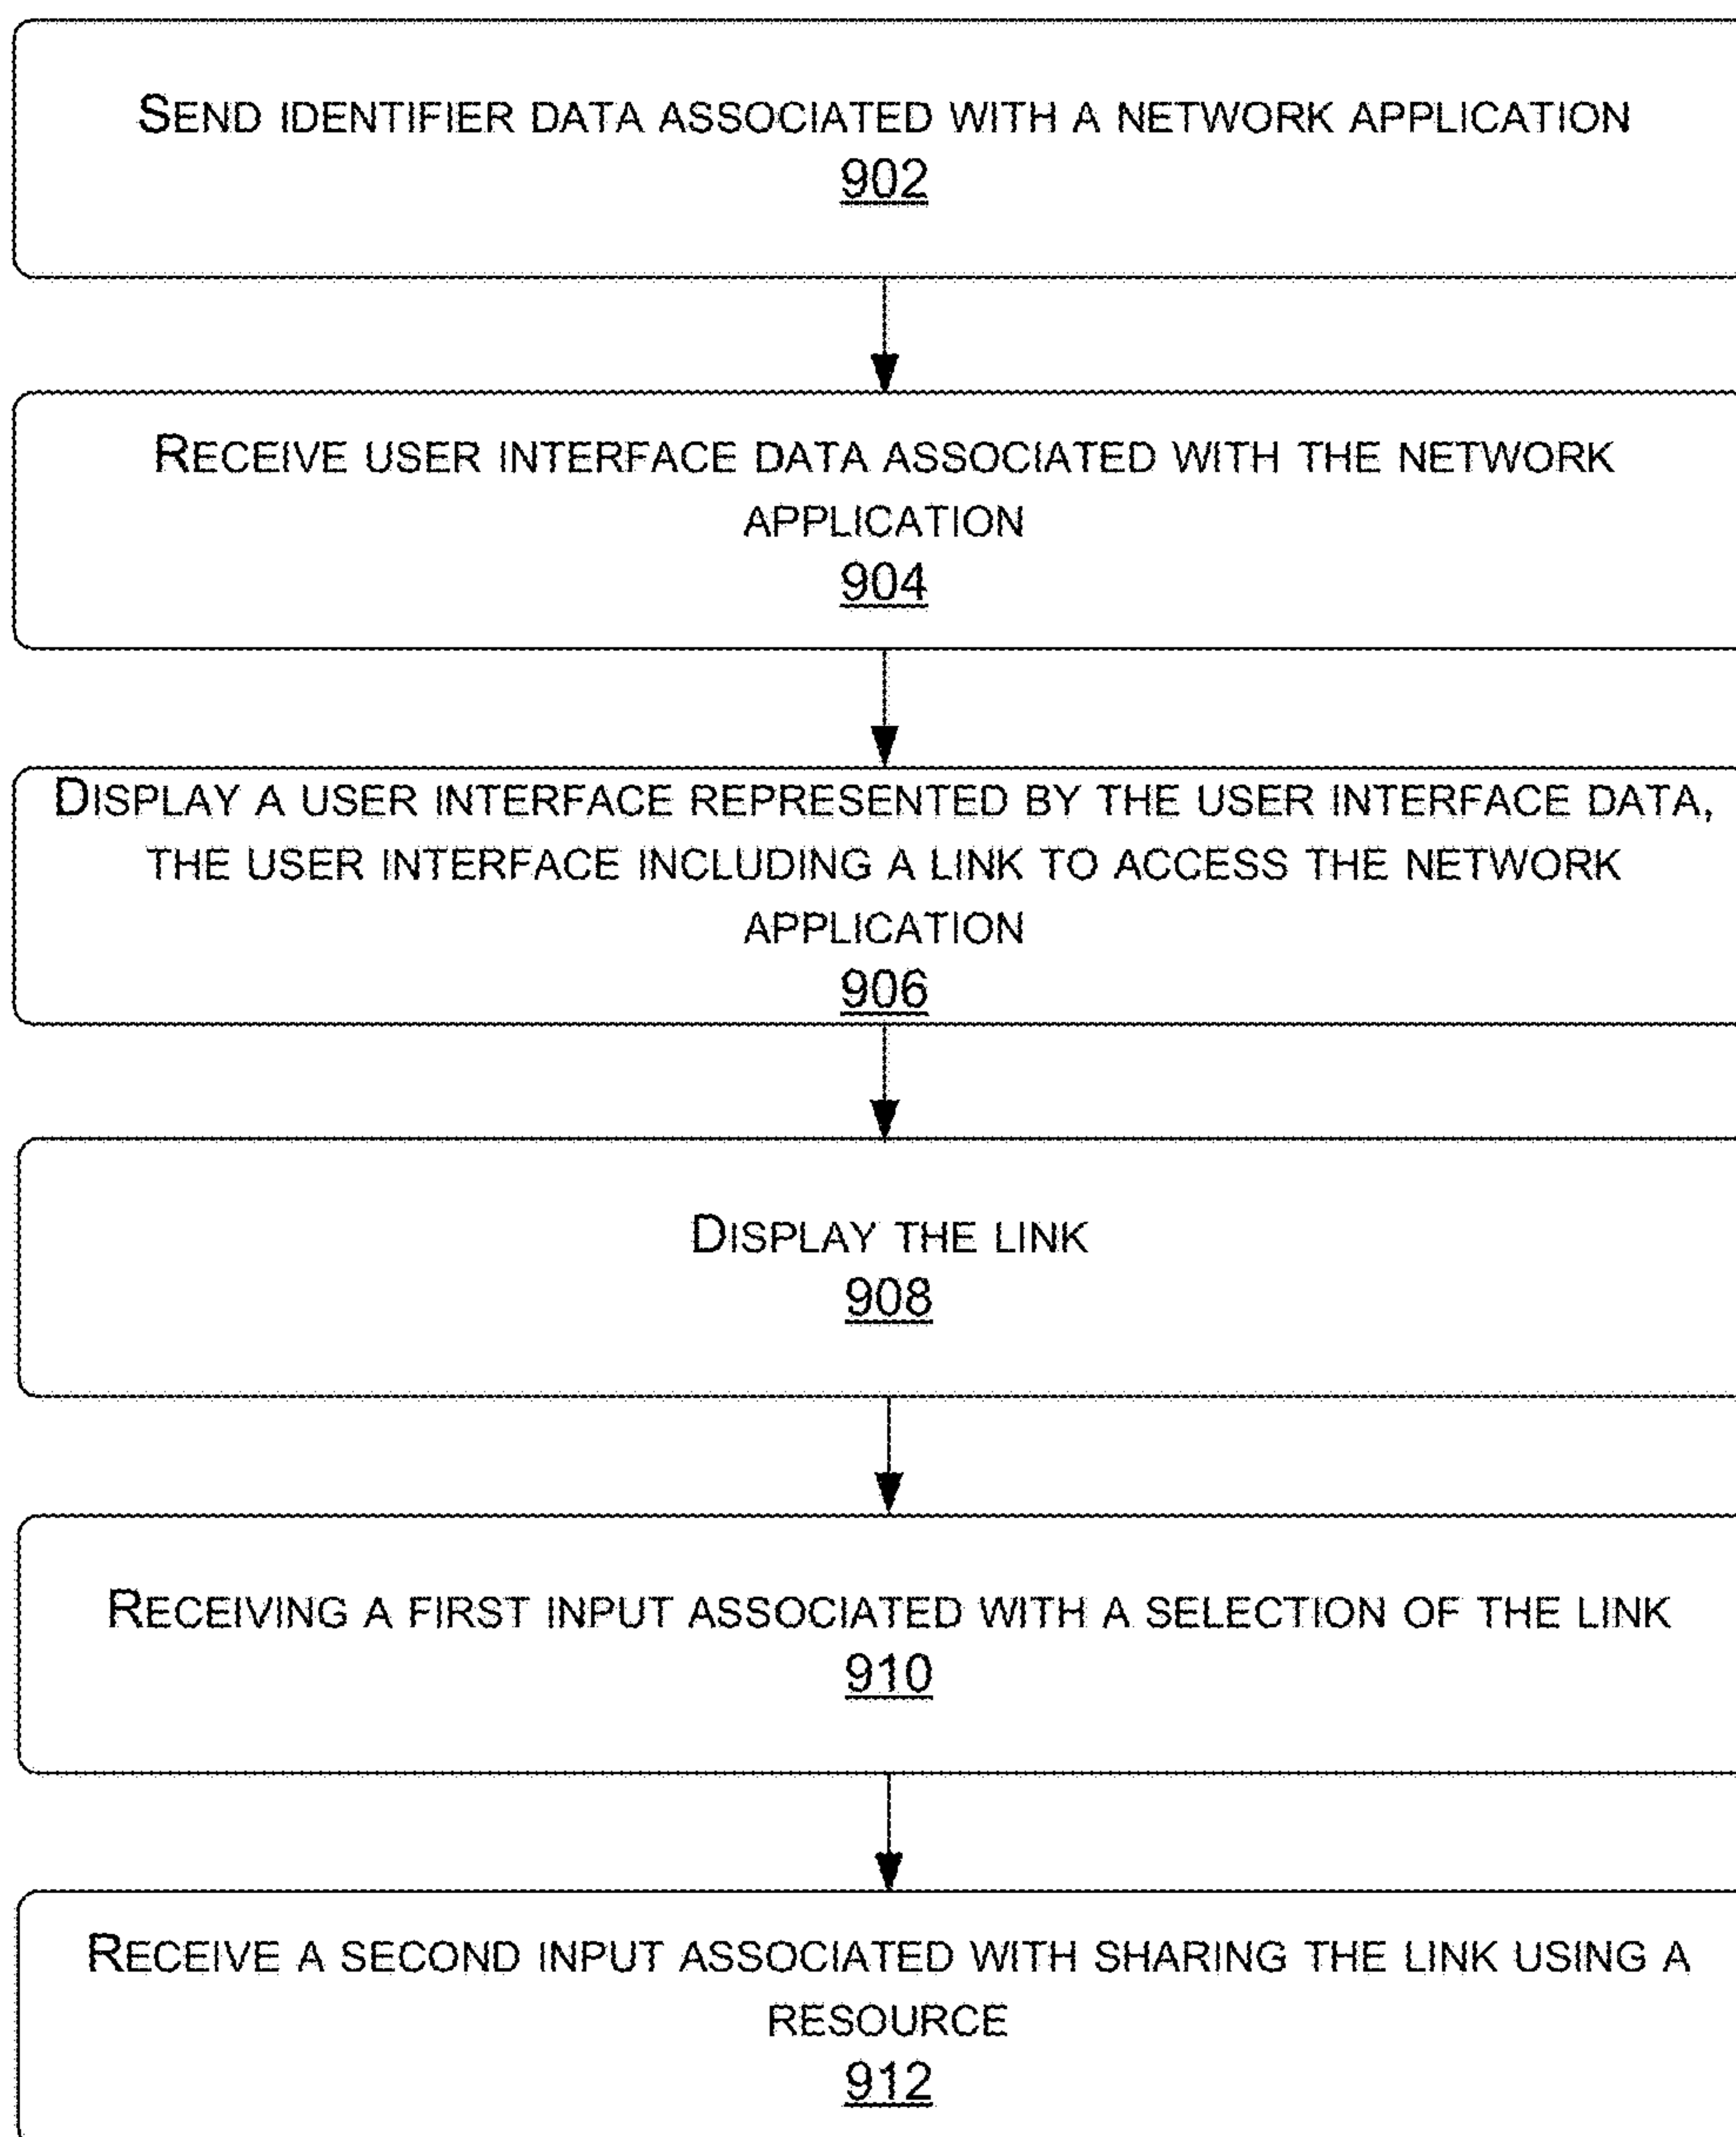 SEND IDENTIFIER DATA ASSOCIATED WITH A NETWORK APPLICATION
902
RECEIVE USER INTERFACE DATA ASSOCIATED WITH THE NETWORK
APPLICATION
904
DISPLAY A USER INTERFACE REPRESENTED BY THE USER INTERFACE DATA,
THE USER INTERFACE INCLUDING A LINK TO ACCESS THE NETWORK
APPLICATION
906
DISPLAY THE LINK
908
RECEIVING A FIRST INPUT ASSOCIATED WITH A SELECTION OF THE LINK
910
RECEIVE A SECOND INPUT ASSOCIATED WITH SHARING THE LINK USING A
RESOURCE
912